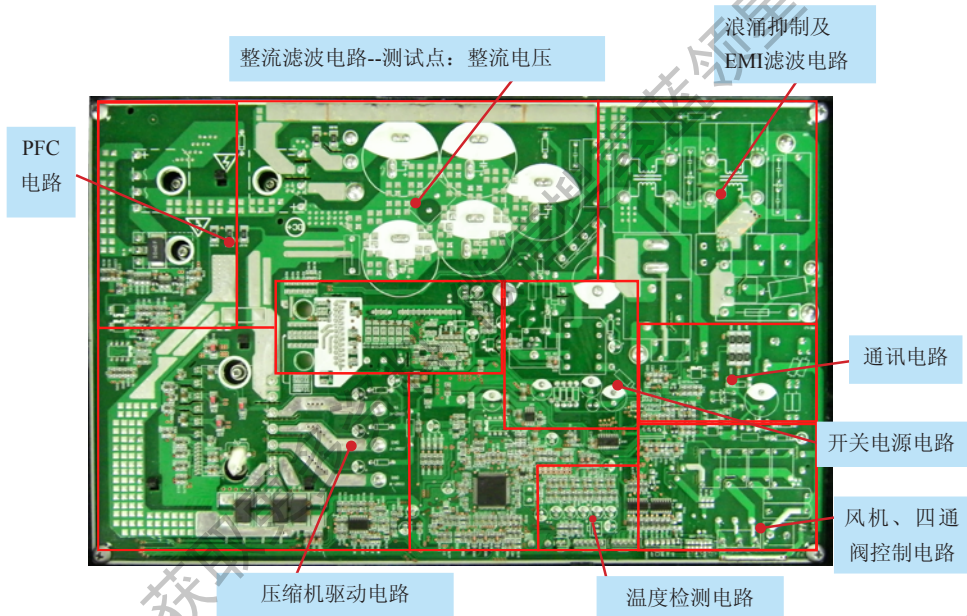 浪涌抑制及
EMI滤波电路
整流滤波电路--测试点：整流电压
PFC
电路
通讯电路
开关电源电路
风机、四通
阀控制电路
压缩机驱动电路
温度检测电路